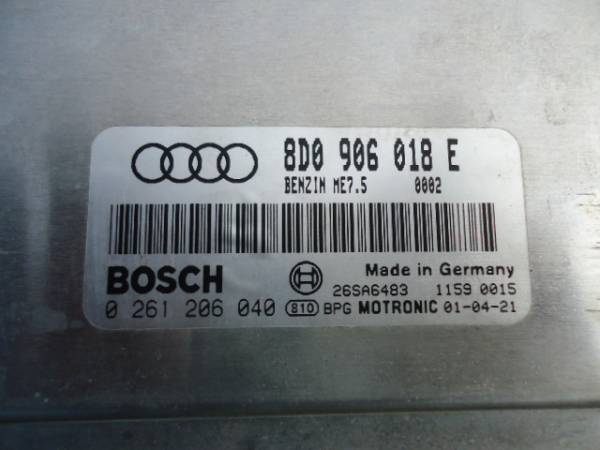 8D0 906 018 E
BENZIN ME7.5 0002
BOSCH
Made in Germany
26SA6483 1159 0015
0 261 206 040 810 BPG MOTRONIC 01-04-21